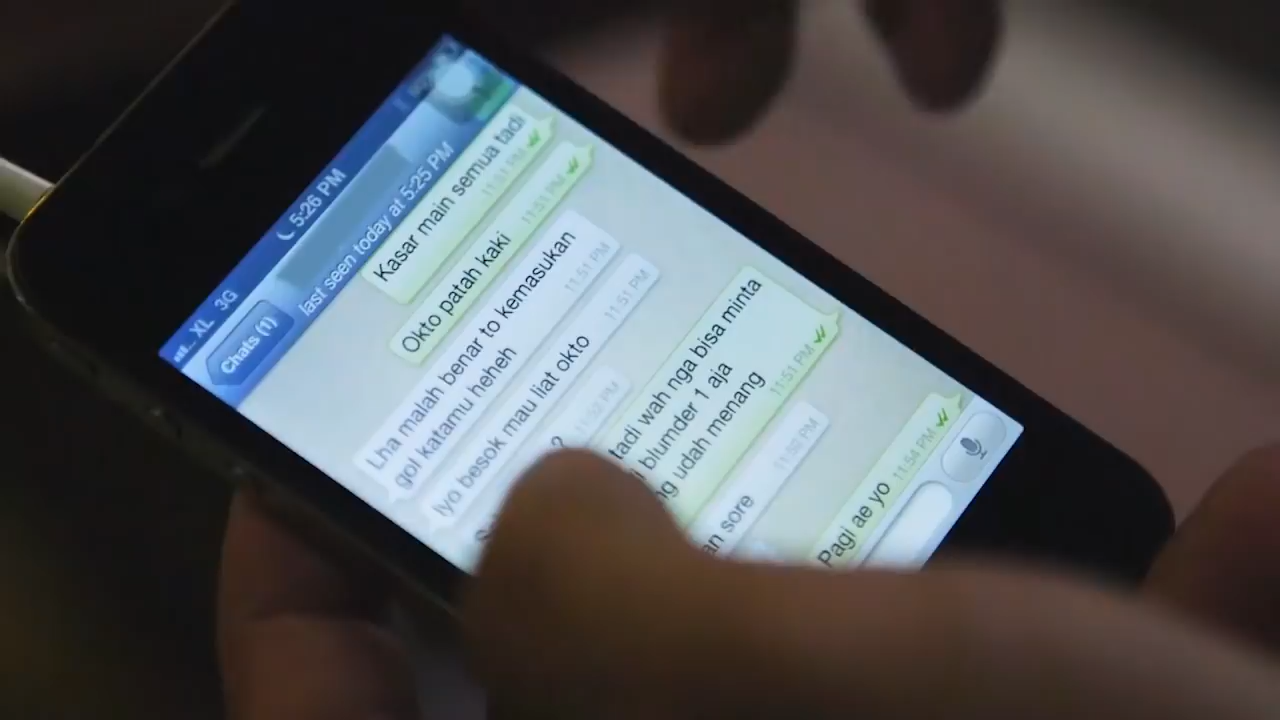 XL 3G
5:26 PM
Chats (1)
last seen today at 5:25 PM
Kasar main semua tadi
11:51 PM
Okto patah kaki
11:51 PM
Lha malah benar to kemasukan
gol katamu heheh
11:51 PM
Iyo besok mau liat okto
11:51 PM
?
11:52 PM
tadi wah nga bisa minta
blumder 1 aja
udah menang
11:51 PM
sore
11:53 PM
Pagi ae yo
11:54 PM